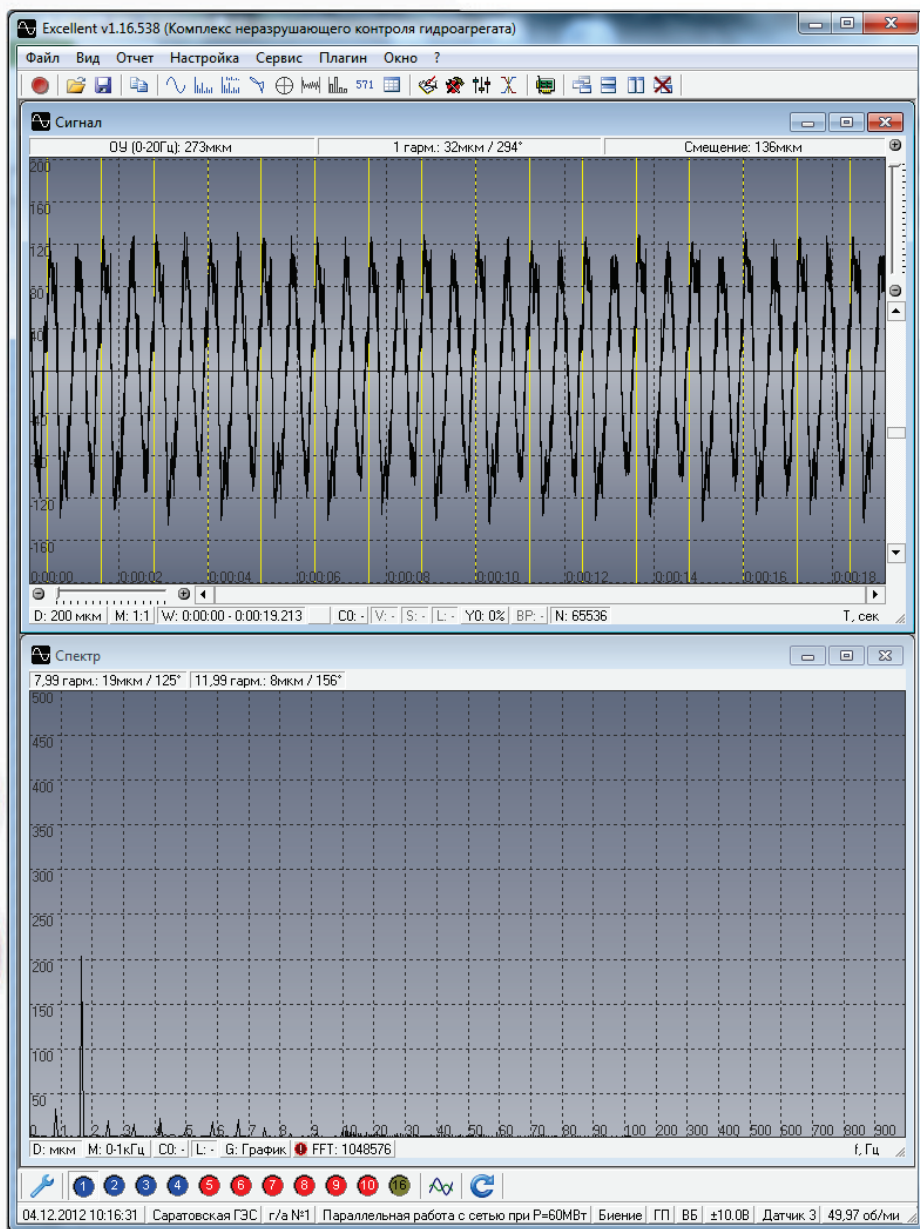 Excellent v1.16.538 (Комплекс неразрушающего контроля гидроагрегата)
Файл Вид Отчет Настройка Сервис Плагин Окно ?
571
Сигнал
ОУ (0-20Гц): 273мкм 1 гарм.: 32мкм / 294° Смещение: 136мкм
200
160
120
80
40
-40
-80
-120
-160
0:00:00 0:00:02 0:00:04 0:00:06 0:00:08 0:00:10 0:00:12 0:00:14 0:00:16 0:00:18
D: 200 мкм M: 1:1 W: 0:00:00 - 0:00:19.213 C0: - V: - S: - L: - Y0: 0% BP: - N: 65536 T, сек
Спектр
7,99 гарм.: 19мкм / 125° 11,99 гарм.: 8мкм / 156°
500
450
400
350
300
250
200
150
100
50
0 1 2 3 4 5 6 7 8 9 10 20 30 40 50 60 70 80 90 100 200 300 400 500 600 700 800 900
D: мкм M: 0-1кГц C0: - L: - G: График FFT: 1048576 f, Гц
1 2 3 4 5 6 7 8 9 10 16
04.12.2012 10:16:31 Саратовская ГЭС г/а №1 Параллельная работа с сетью при P=60МВт Биение ГП ВБ ±10.0В Датчик 3 49,97 об/ми